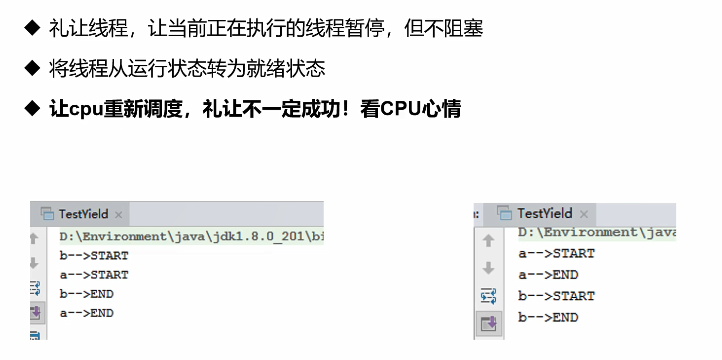 礼让线程，让当前正在执行的线程暂停，但不阻塞
将线程从运行状态转为就绪状态
让cpu重新调度，礼让不一定成功！看CPU心情
TestYield
D:\Environment\java\jdk1.8.0_201\bi
b-->START
a-->START
b-->END
a-->END
TestYield
D:\Environment\java
a-->START
a-->END
b-->START
b-->END